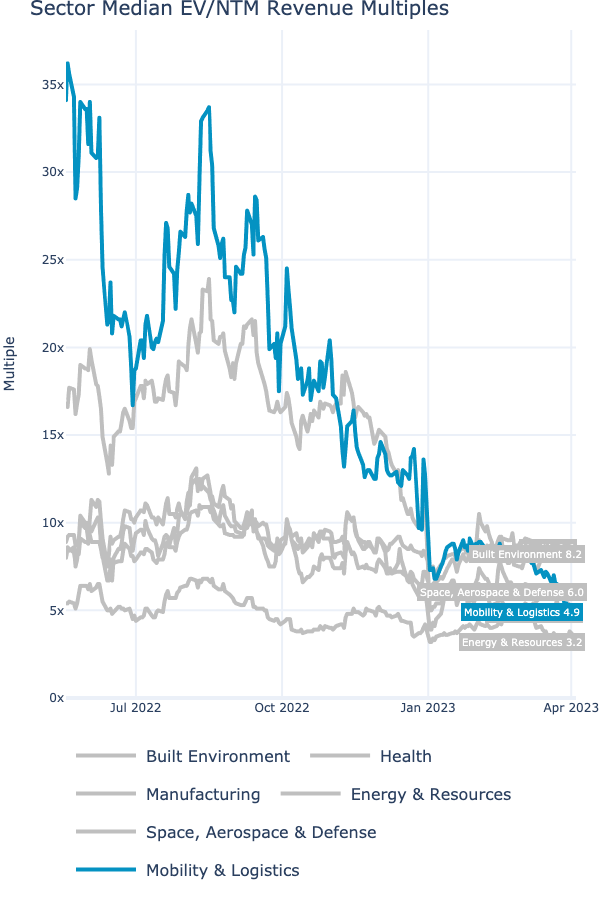 Sector Median EV/NTM Revenue Multiples
Multiple
35x
30x
25x
20x
15x
10x
5x
0x
Built Environment 8.2
Space, Aerospace & Defense 6.0
Mobility & Logistics 4.9
Energy & Resources 3.2
Jul 2022
Oct 2022
Jan 2023
Apr 2023
Built Environment
Health
Manufacturing
Energy & Resources
Space, Aerospace & Defense
Mobility & Logistics